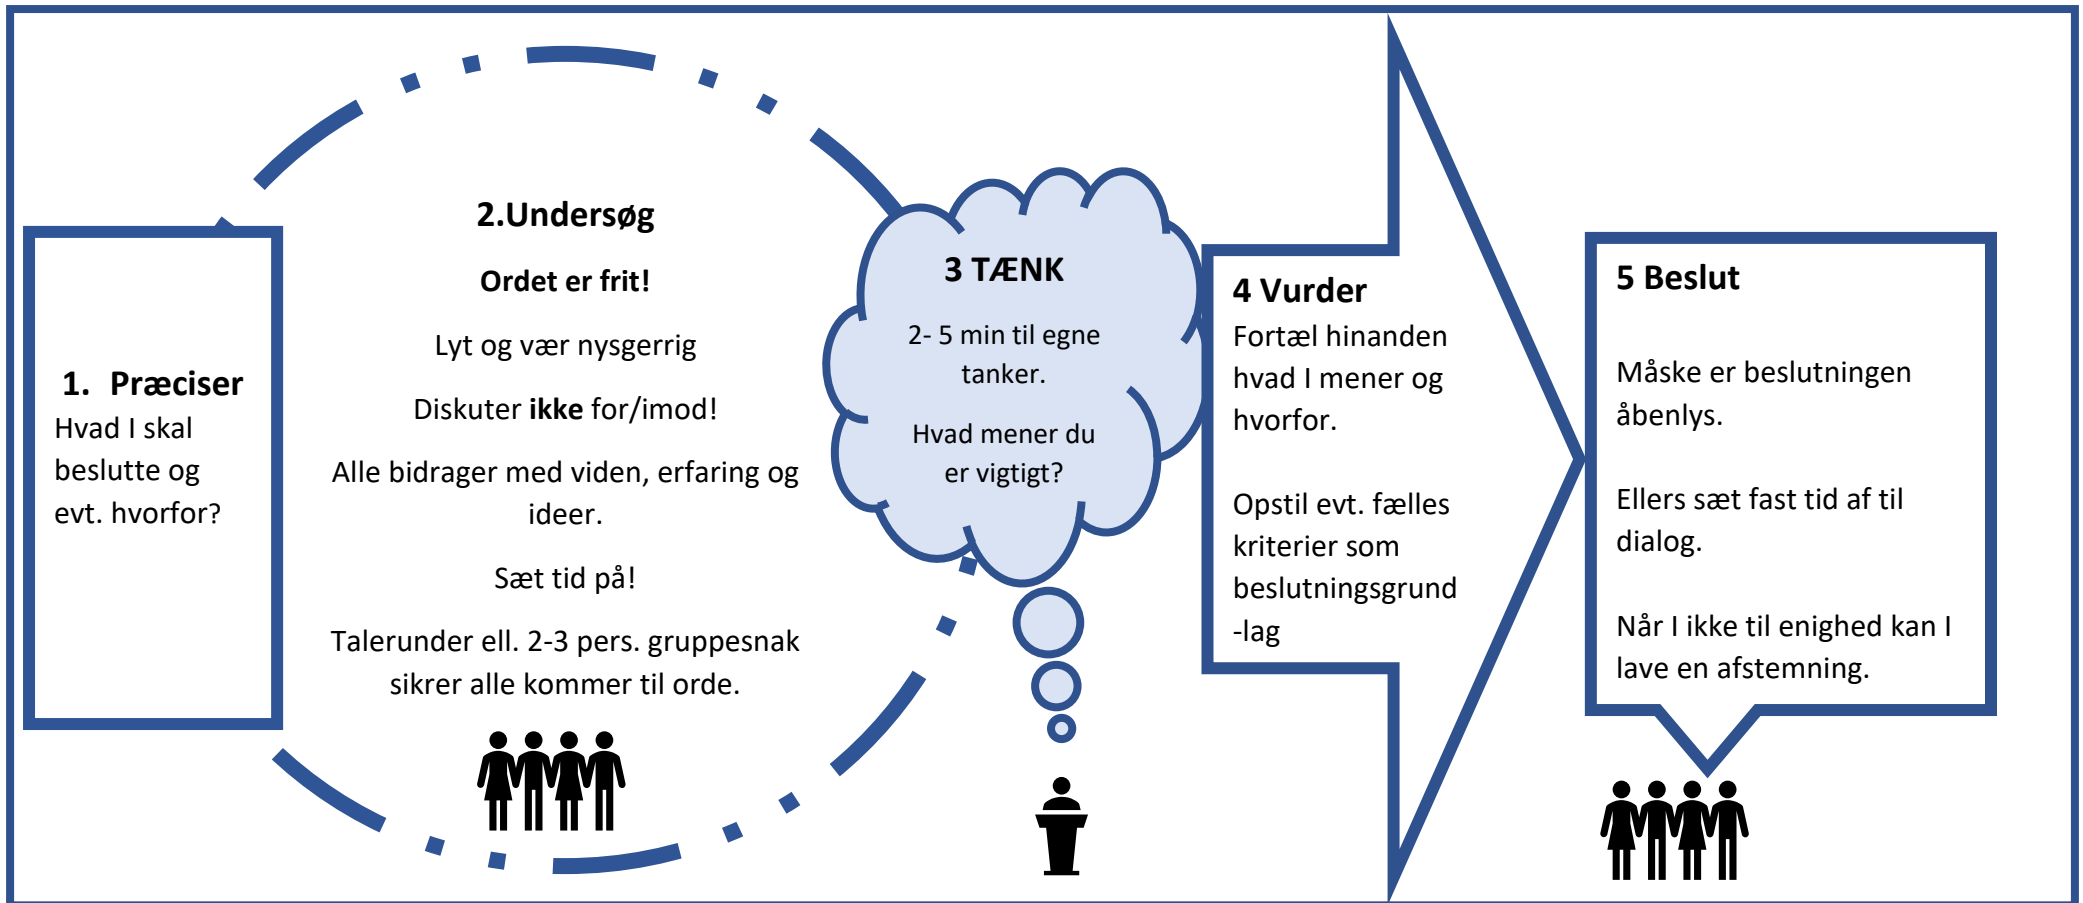 1. Præciser
Hvad I skal
beslutte og
evt. hvorfor?
2.Undersøg
Ordet er frit!
Lyt og vær nysgerrig
Diskuter ikke for/imod!
Alle bidrager med viden, erfaring og
ideer.
Sæt tid på!
Talerunder ell. 2-3 pers. gruppesnak
sikrer alle kommer til orde.
3 TÆNK
2- 5 min til egne
tanker.
Hvad mener du
er vigtigt?
4 Vurder
Fortæl hinanden
hvad I mener og
hvorfor.
Opstil evt. fælles
kriterier som
beslutningsgrund
-lag
5 Beslut
Måske er beslutningen
åbenlys.
Ellers sæt fast tid af til
dialog.
Når I ikke til enighed kan I
lave en afstemning.